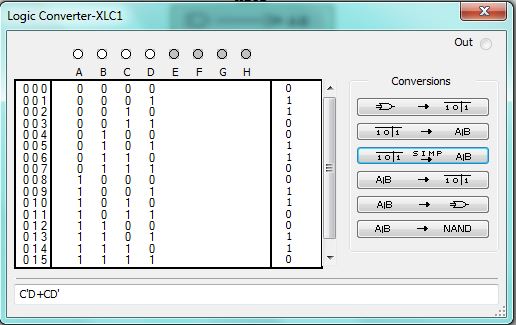 Logic Converter-XLC1
Out
A B C D E F G H
Conversions
000 0 0 0 0 0
001 0 0 0 1 1
002 0 0 1 0 1
003 0 0 1 1 0
004 0 1 0 0 0
005 0 1 0 1 1
006 0 1 1 0 1
007 0 1 1 1 0
008 1 0 0 0 0
009 1 0 0 1 1
010 1 0 1 0 1
011 1 0 1 1 0
012 1 1 0 0 0
013 1 1 0 1 1
014 1 1 1 0 1
015 1 1 1 1 0
→ 10|1
10|1 → A|B
10|1 SIMP → A|B
A|B → 10|1
A|B →
A|B → NAND
C'D+CD'